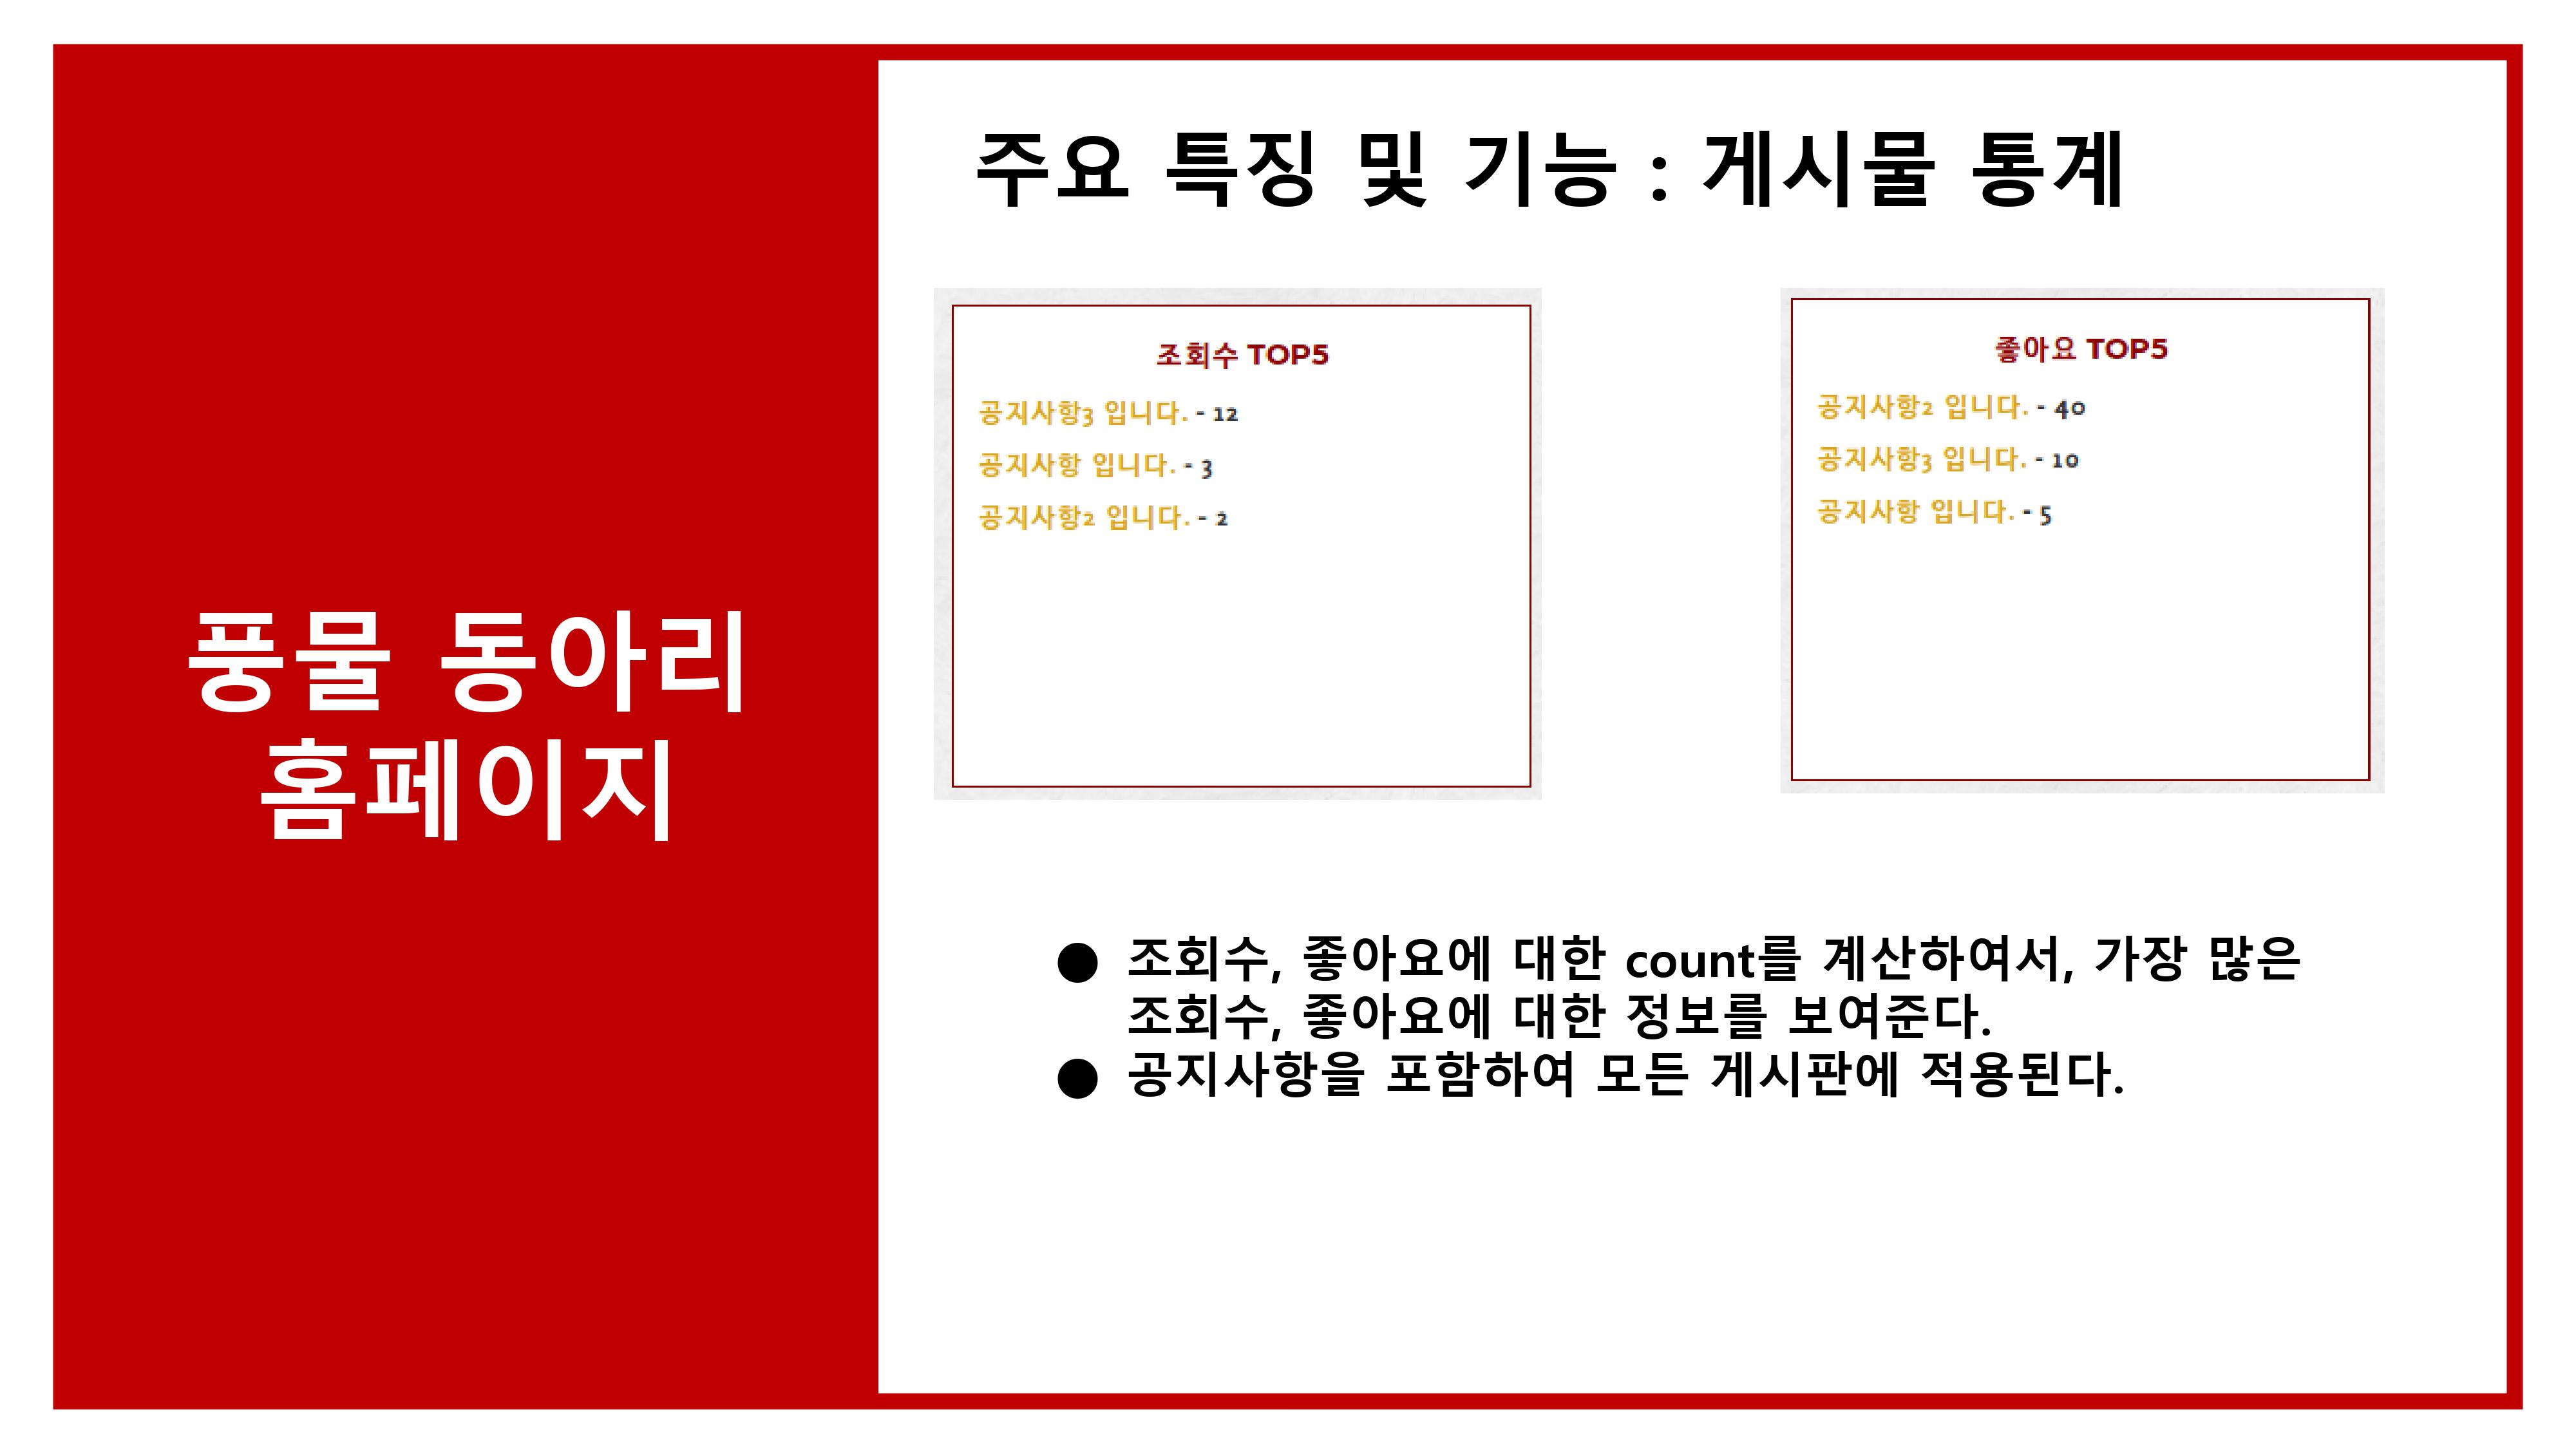 풍물 동아리
홈페이지
주요 특징 및 기능 : 게시물 통계
조회수 TOP5
공지사항3 입니다. - 12
공지사항 입니다. - 3
공지사항2 입니다. - 2
좋아요 TOP5
공지사항2 입니다. - 40
공지사항3 입니다. - 10
공지사항 입니다. - 5
● 조회수, 좋아요에 대한 count를 계산하여서, 가장 많은
조회수, 좋아요에 대한 정보를 보여준다.
● 공지사항을 포함하여 모든 게시판에 적용된다.